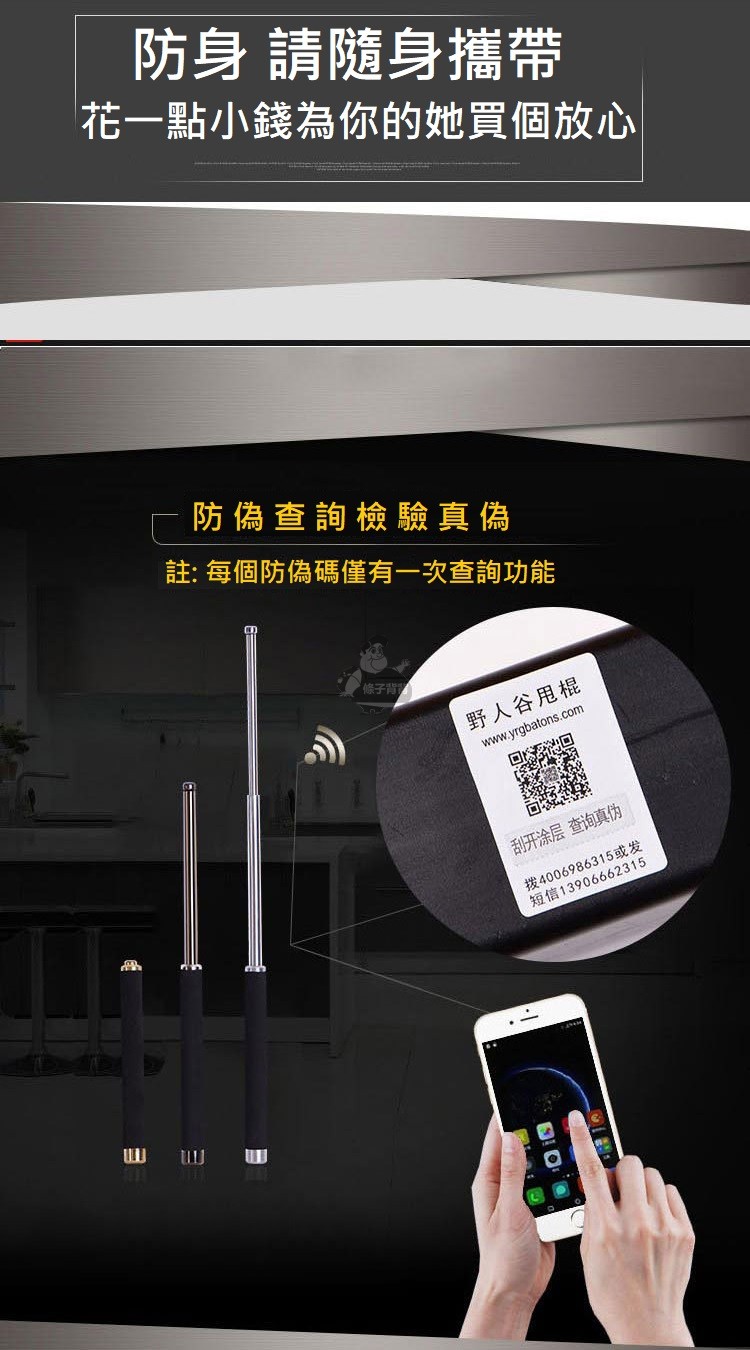 防身 請隨身攜帶
花一點小錢為你的她買個放心
防偽查詢檢驗真偽
註: 每個防偽碼僅有一次查詢功能
條子背背
野人谷甩棍
www.yrgbatons.com
刮开涂层 查询真伪
拨4006986315或发
短信13906662315